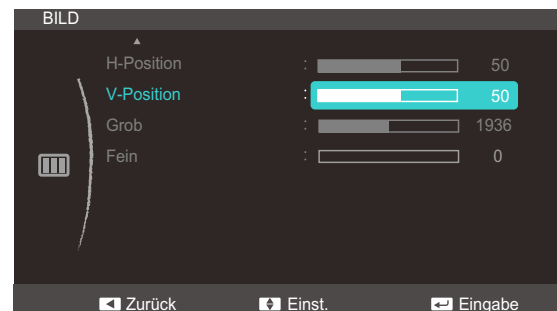 BILD
H-Position : 50
V-Position : 50
Grob : 1936
Fein : 0
Zurück Einst. Eingabe